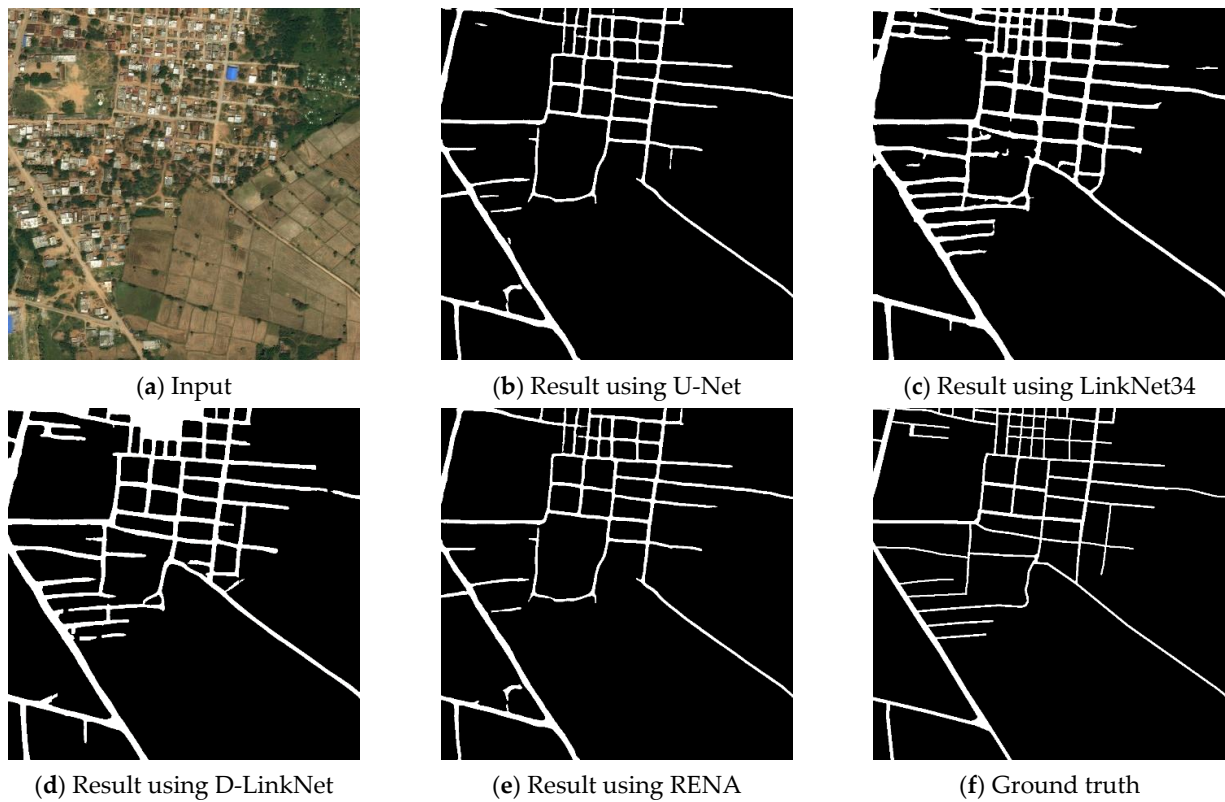 (a) Input
(b) Result using U-Net
(c) Result using LinkNet34
(d) Result using D-LinkNet
(e) Result using RENA
(f) Ground truth